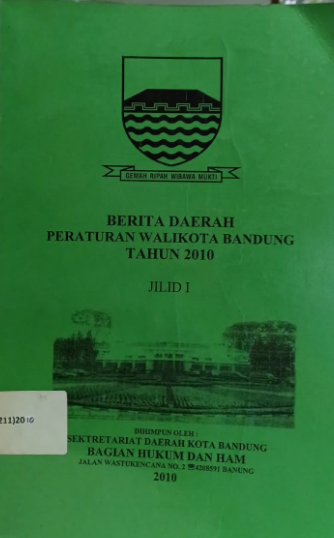 GEMAH RIPAH WIBAWA MUKTI
BERITA DAERAH
PERATURAN WALIKOTA BANDUNG
TAHUN 2010
JILID I
211)2010
DIHIMPUN OLEH :
SEKRETARIAT DAERAH KOTA BANDUNG
BAGIAN HUKUM DAN HAM
JALAN WASTUKENCANA NO. 2 ☎4208591 BANUNG
2010